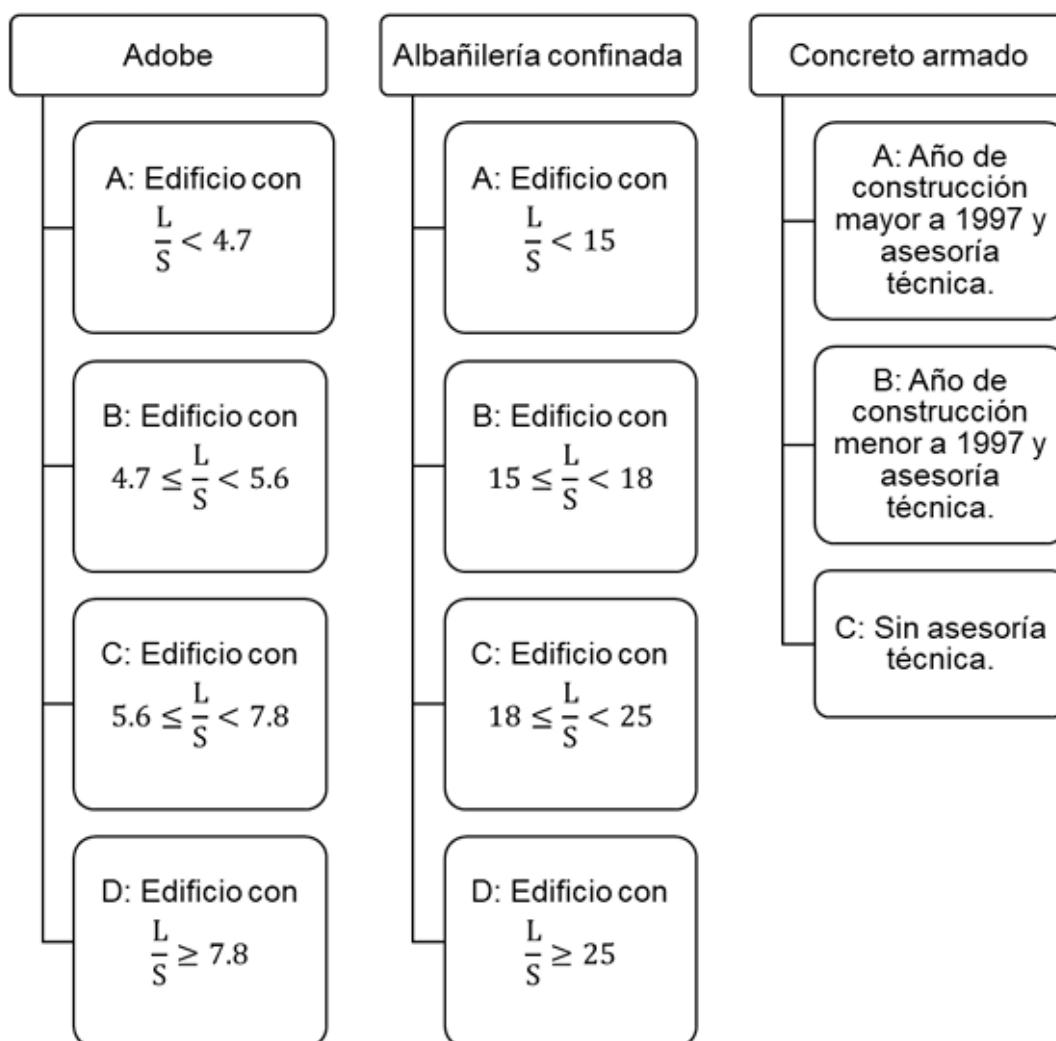 Adobe
A: Edificio con
L/S < 4.7
B: Edificio con
4.7 ≤ L/S < 5.6
C: Edificio con
5.6 ≤ L/S < 7.8
D: Edificio con
L/S ≥ 7.8
Albañilería confinada
A: Edificio con
L/S < 15
B: Edificio con
15 ≤ L/S < 18
C: Edificio con
18 ≤ L/S < 25
D: Edificio con
L/S ≥ 25
Concreto armado
A: Año de
construcción
mayor a 1997 y
asesoría
técnica.
B: Año de
construcción
menor a 1997 y
asesoría
técnica.
C: Sin asesoría
técnica.